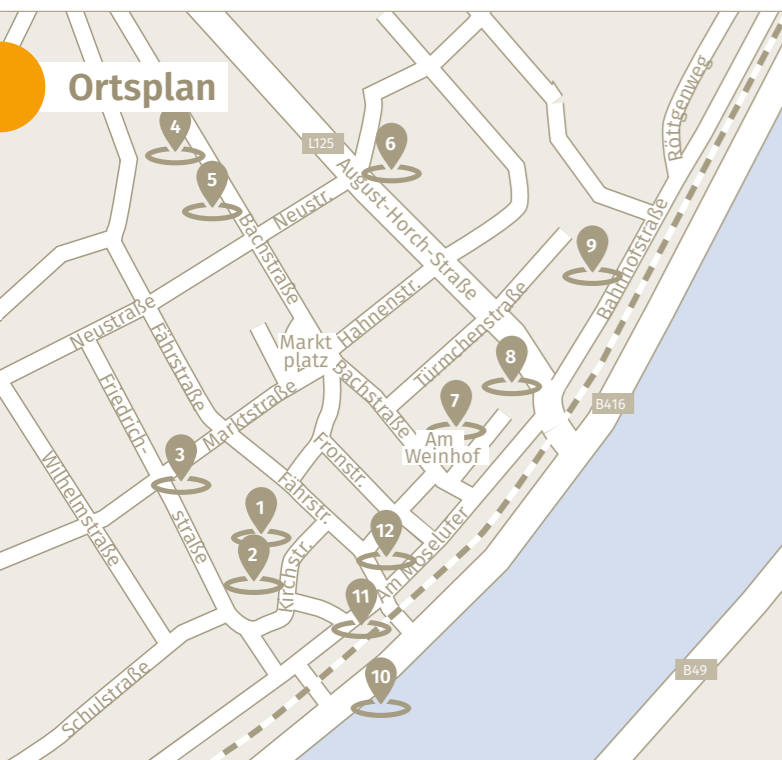 Ortsplan
4
L125
6
5
Röttgenweg
August-Horch-Straße
Neustr.
Bachstraße
9
Bahnhofstraße
Neustraße
Fährstraße
Hahnenstr.
Türmchenstraße
Markt
platz
8
Bachstraße
Friedrich-
straße
Marktstraße
7
B416
Am
Weinhof
Fronstr.
3
Wilhelmstraße
Fährstr.
1
12
2
Am Moselufer
Kirchstr.
11
10
B49
Schulstraße